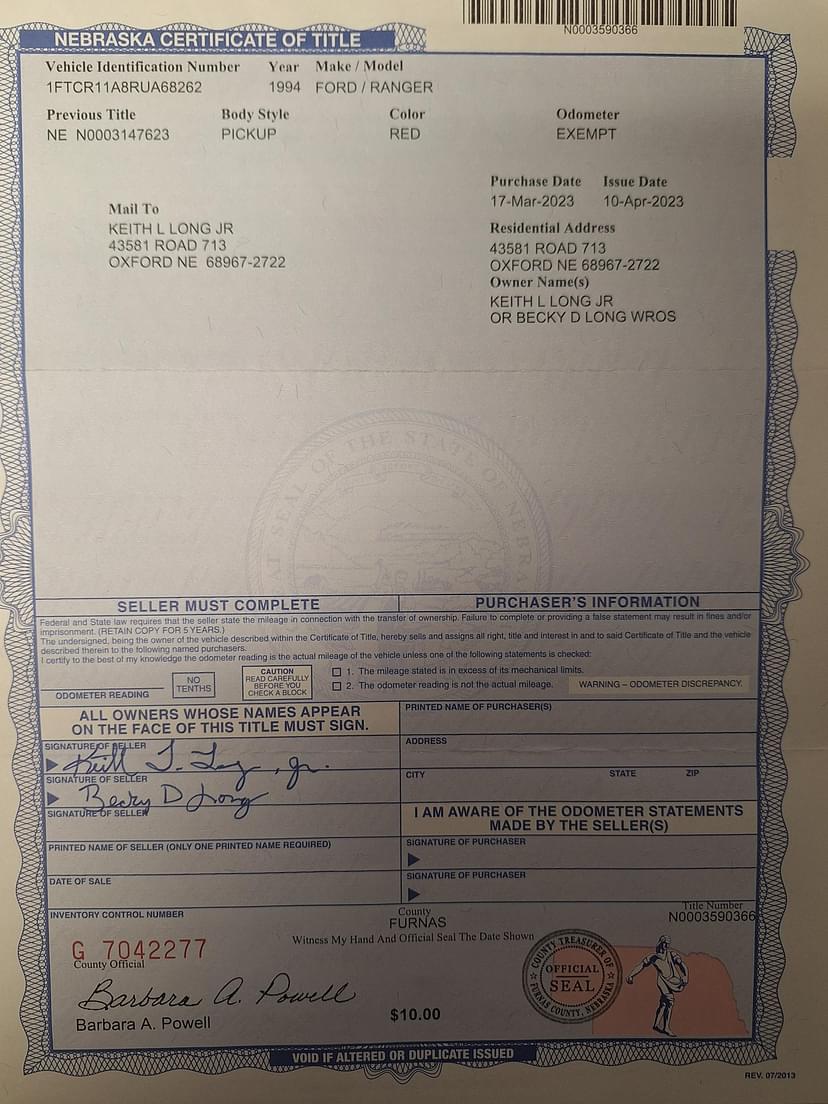 N0003590366
NEBRASKA CERTIFICATE OF TITLE
Vehicle Identification Number Year Make / Model
1FTCR11A8RUA68262 1994 FORD / RANGER
Previous Title Body Style Color Odometer
NE N0003147623 PICKUP RED EXEMPT
Purchase Date Issue Date
17-Mar-2023 10-Apr-2023
Mail To
KEITH L LONG JR
43581 ROAD 713
OXFORD NE 68967-2722
Residential Address
43581 ROAD 713
OXFORD NE 68967-2722
Owner Name(s)
KEITH L LONG JR
OR BECKY D LONG WROS
SEAL OF THE STATE OF NEBRA
SELLER MUST COMPLETE PURCHASER'S INFORMATION
Federal and State law requires that the seller state the mileage in connection with the transfer of ownership. Failure to complete or providing a false statement may result in fines and/or
imprisonment. (RETAIN COPY FOR 5 YEARS.)
The undersigned, being the owner of the vehicle described within the Certificate of Title, hereby sells and assigns all right, title and interest in and to said Certificate of Title and the vehicle
described therein to the following named purchasers.
I certify to the best of my knowledge the odometer reading is the actual mileage of the vehicle unless one of the following statements is checked:
ODOMETER READING
NO
TENTHS
CAUTION
READ CAREFULLY
BEFORE YOU
CHECK A BLOCK
1. The mileage stated is in excess of its mechanical limits.
2. The odometer reading is not the actual mileage. WARNING – ODOMETER DISCREPANCY.
ALL OWNERS WHOSE NAMES APPEAR
ON THE FACE OF THIS TITLE MUST SIGN.
SIGNATURE OF SELLER
Keith L. Long, Jr.
SIGNATURE OF SELLER
Becky D Long
SIGNATURE OF SELLER
PRINTED NAME OF SELLER (ONLY ONE PRINTED NAME REQUIRED)
DATE OF SALE
PRINTED NAME OF PURCHASER(S)
ADDRESS
CITY STATE ZIP
I AM AWARE OF THE ODOMETER STATEMENTS
MADE BY THE SELLER(S)
SIGNATURE OF PURCHASER
SIGNATURE OF PURCHASER
INVENTORY CONTROL NUMBER
G 7042277
County
FURNAS
Title Number
N0003590366
Witness My Hand And Official Seal The Date Shown
County Official
Barbara A. Powell
Barbara A. Powell
$10.00
COUNTY TREASURER OF
OFFICIAL
SEAL
FURNAS COUNTY, NEBRASKA
VOID IF ALTERED OR DUPLICATE ISSUED
REV. 07/2013